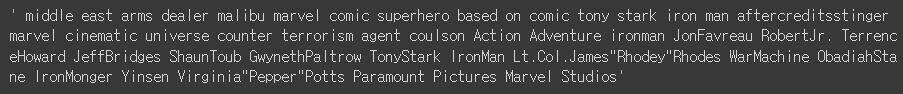 ' middle east arms dealer malibu marvel comic superhero based on comic tony stark iron man aftercreditsstinger
marvel cinematic universe counter terrorism agent coulson Action Adventure ironman JonFavreau RobertJr. Terrenc
eHoward JeffBridges ShaunToub GwynethPaltrow TonyStark IronMan Lt.Col.James"Rhodey"Rhodes WarMachine ObadiahSta
ne IronMonger Yinsen Virginia"Pepper"Potts Paramount Pictures Marvel Studios'